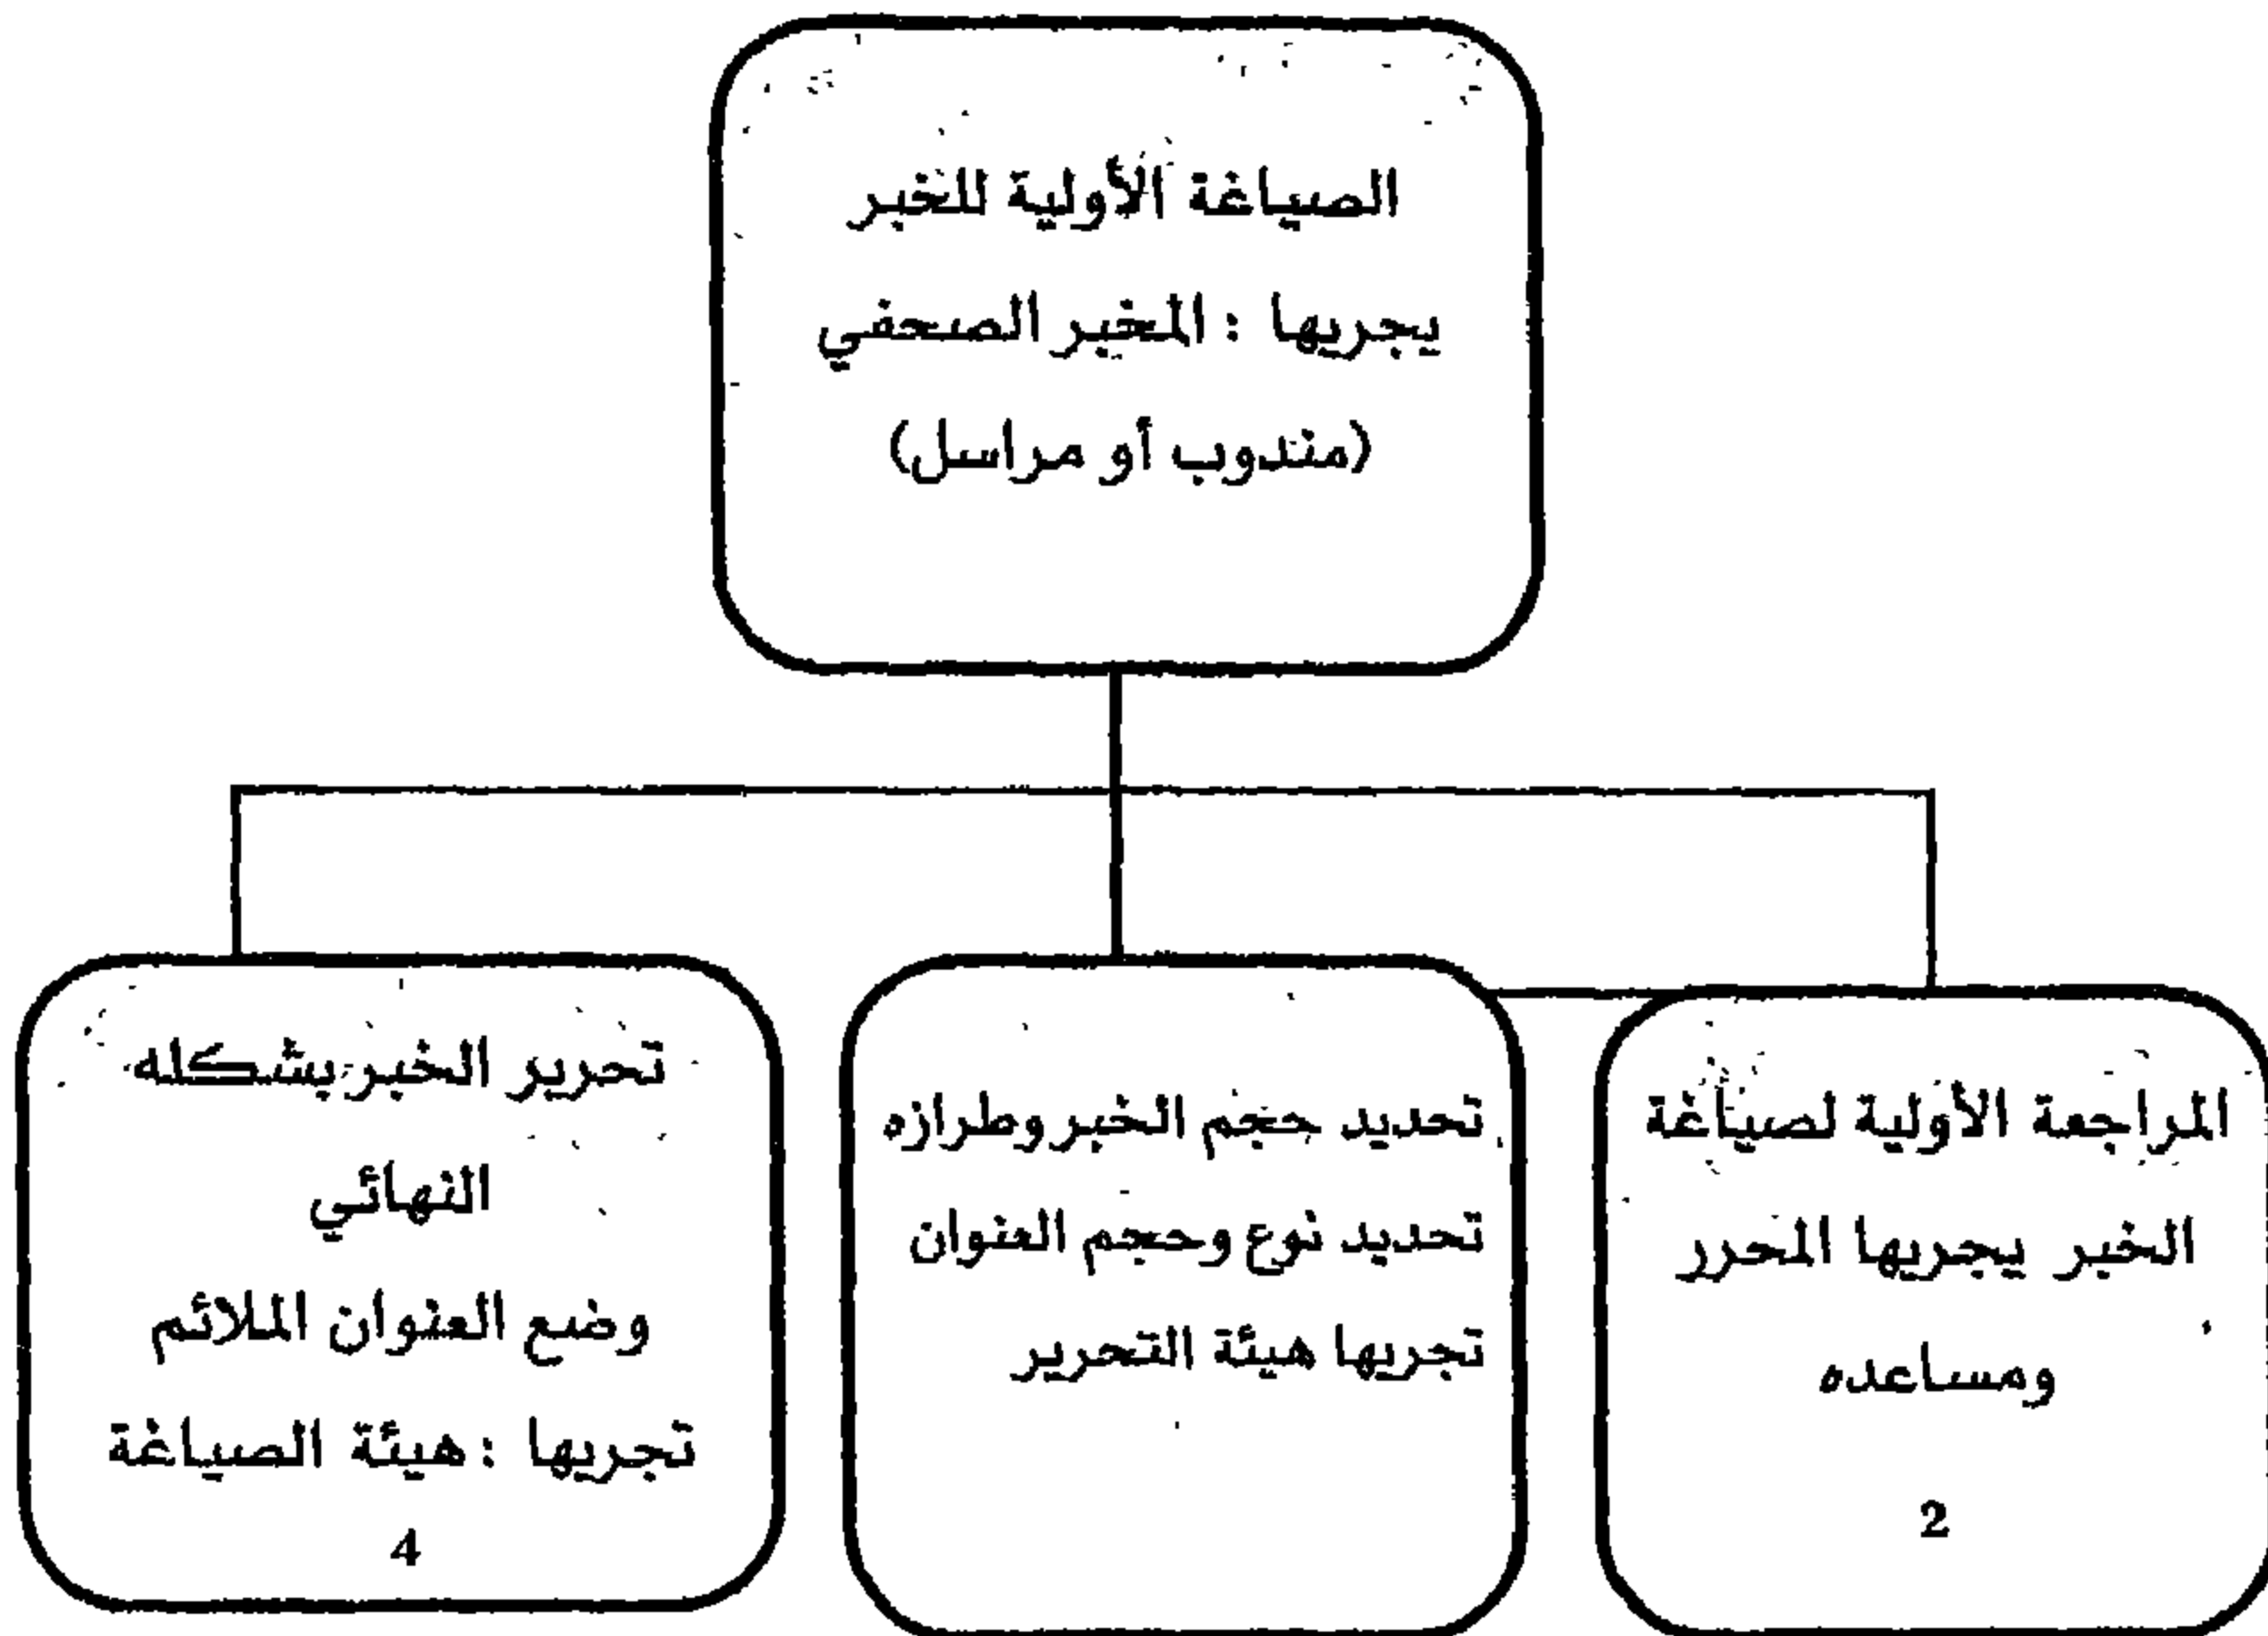 الصياغة الأولية للخبر
يجريها : المخبر الصحفي
(مندوب أو مراسل)
المراجعة الأولية لصياغة
الخبر يجريها المحرر
ومساعده
2
تحديد حجم الخبر وطرازه
تحديد نوع وحجم العنوان
تجريها هيئة التحرير
تحرير الخبر بشكله
النهائي
وضع العنوان الملائم
تجريها : هيئة الصياغة
4